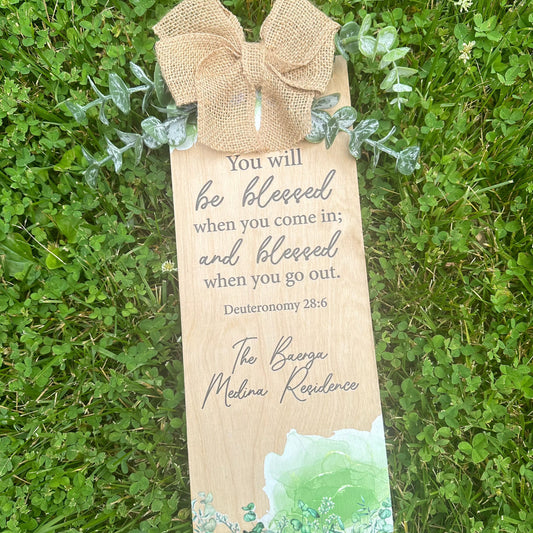 You will
be blessed
when you come in;
and blessed
when you go out.
Deuteronomy 28:6
The Baerga
Medina Residence